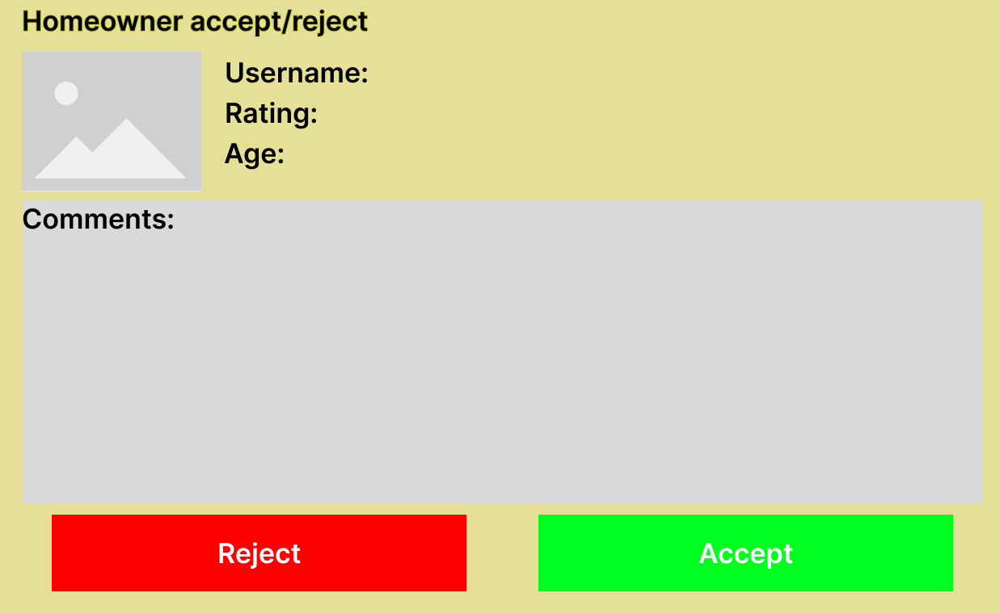 Homeowner accept/reject
Username:
Rating:
Age:
Comments:
Reject
Accept